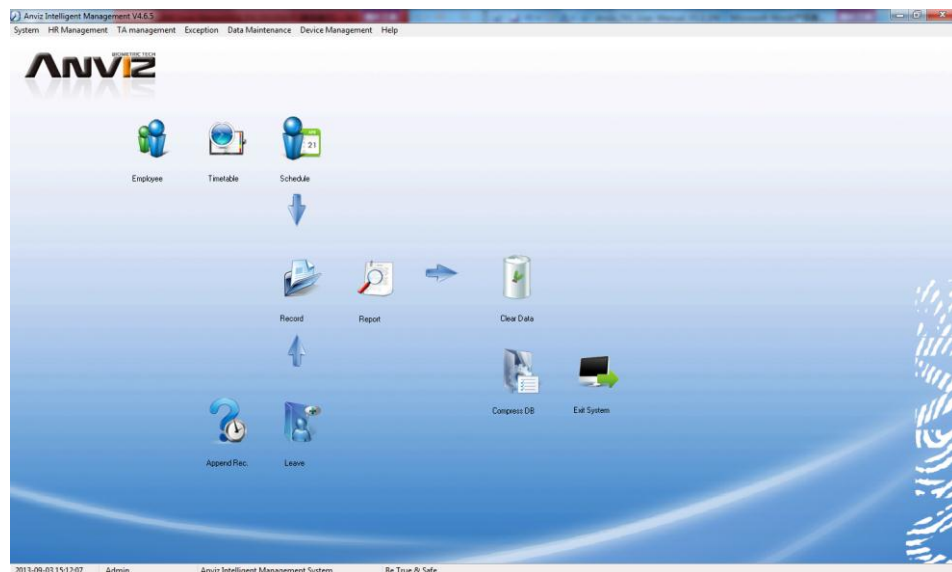 Anviz Intelligent Management V4.6.5
System HR Management TA management Exception Data Maintenance Device Management Help
ANVIZ
BIOMETRIC TECH
21
Employee Timetable Schedule
Record Report Clear Data
Compress DB Exit System
Append Rec. Leave
2013-09-03 15:12:07 Admin Anviz Intelligent Management System Be True & Safe